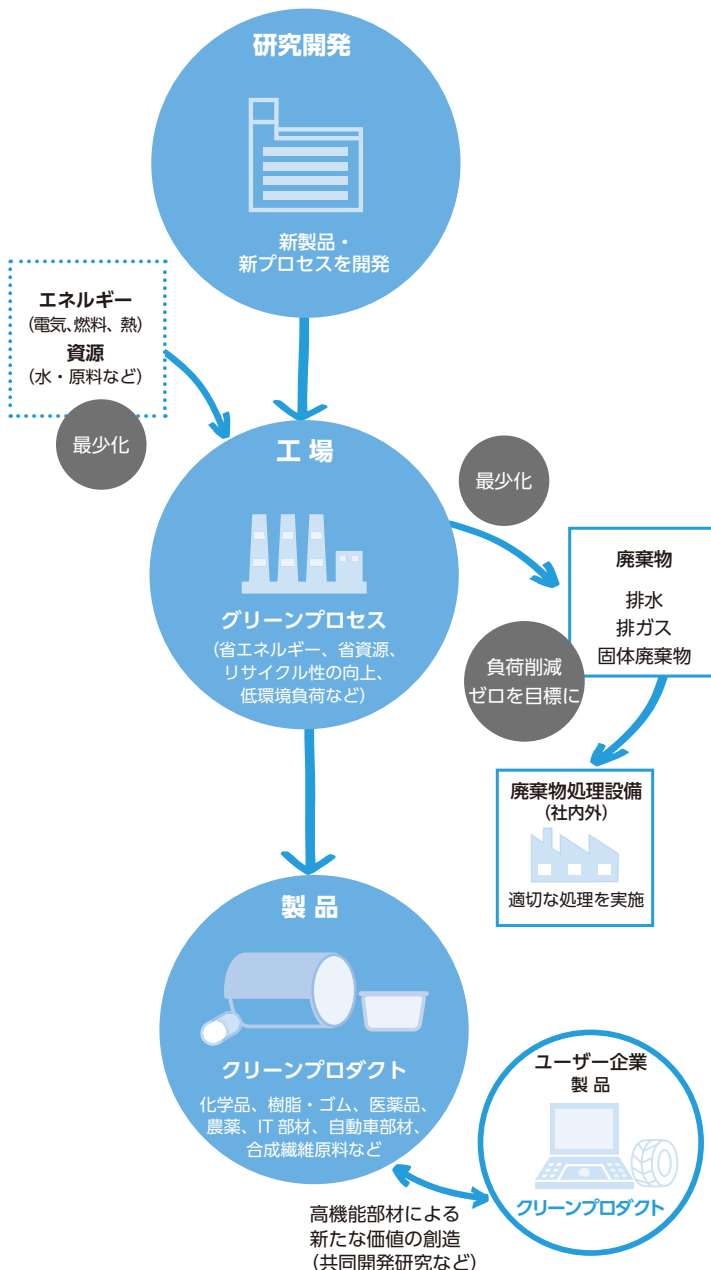 研究開発
新製品・
新プロセスを開発
エネルギー
(電気、燃料、熱)
資源
(水・原料など)
最少化
工場
グリーンプロセス
(省エネルギー、省資源、
リサイクル性の向上、
低環境負荷など)
最少化
廃棄物
排水
排ガス
固体廃棄物
負荷削減
ゼロを目標に
廃棄物処理設備
(社内外)
適切な処理を実施
製品
クリーンプロダクト
化学品、樹脂・ゴム、医薬品、
農薬、IT 部材、自動車部材、
合成繊維原料など
ユーザー企業
製品
クリーンプロダクト
高機能部材による
新たな価値の創造
(共同開発研究など)